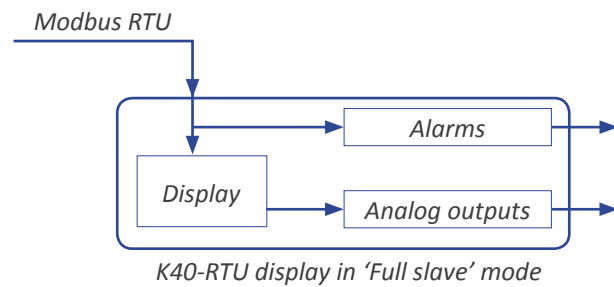 Modbus RTU
Alarms
Display
Analog outputs
K40-RTU display in ‘Full slave’ mode